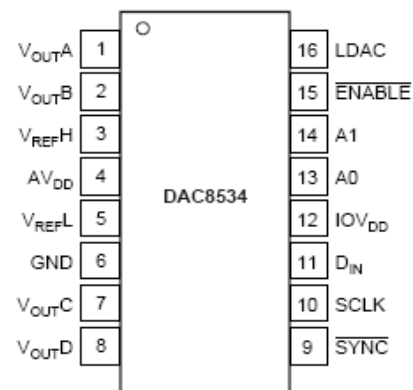 VOUTA 1 16 LDAC
VOUTB 2 15 ENABLE
VREFH 3 14 A1
AVDD 4 13 A0
DAC8534
VREFL 5 12 IOVDD
GND 6 11 DIN
VOUTC 7 10 SCLK
VOUTD 8 9 SYNC